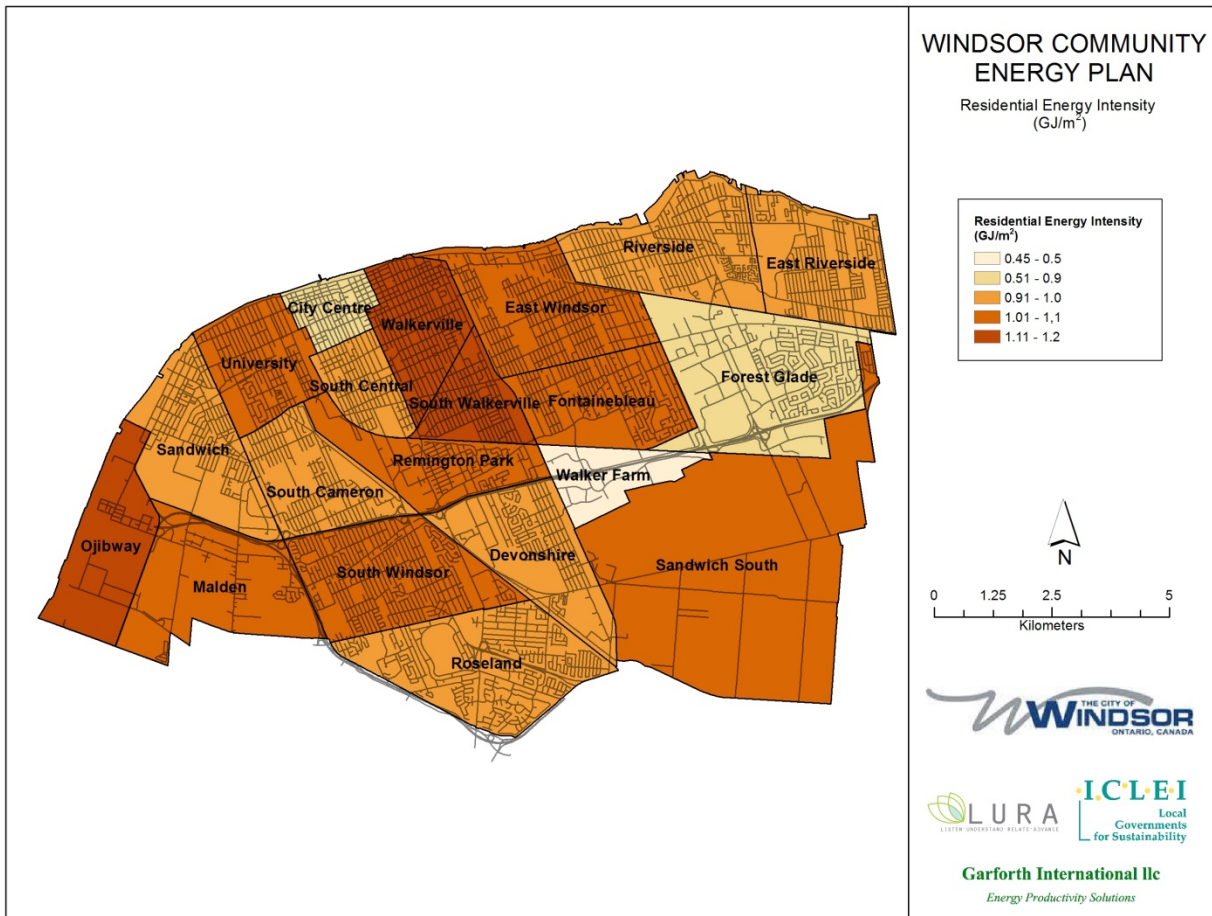 WINDSOR COMMUNITY
ENERGY PLAN
Residential Energy Intensity
(GJ/m²)
Residential Energy Intensity
(GJ/m²)
0.45 - 0.5
0.51 - 0.9
0.91 - 1.0
1.01 - 1,1
1.11 - 1.2
Riverside
East Riverside
City Centre
Walkerville
East Windsor
University
South Central
Forest Glade
South Walkerville
Fontainebleau
Sandwich
Remington Park
Walker Farm
South Cameron
Ojibway
Malden
South Windsor
Devonshire
Sandwich South
Roseland
N
0 1.25 2.5 5
Kilometers
THE CITY OF
WINDSOR
ONTARIO, CANADA
LURA
LISTEN·UNDERSTAND·RELATE·ADVANCE
I·C·L·E·I
Local
Governments
for Sustainability
Garforth International llc
Energy Productivity Solutions